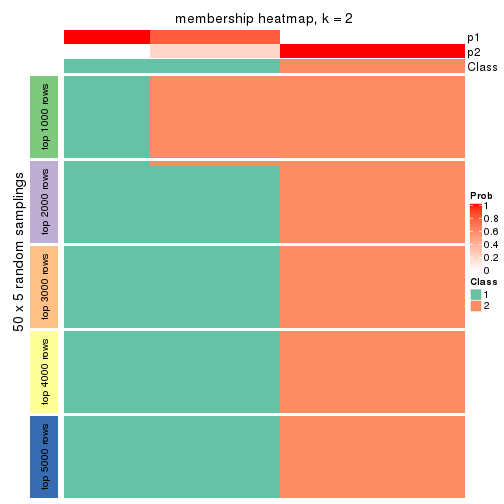 membership heatmap, k = 2
p1
p2
Class
50 x 5 random samplings
top 1000 rows
top 2000 rows
top 3000 rows
top 4000 rows
top 5000 rows
Prob
1
0.8
0.6
0.4
0.2
0
Class
1
2